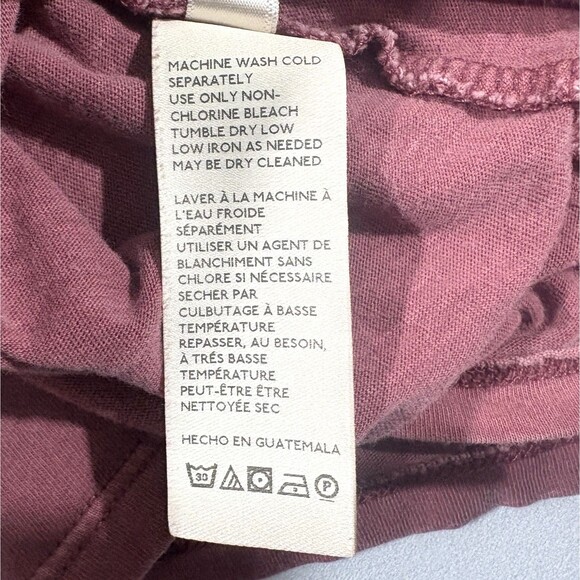 MACHINE WASH COLD
SEPARATELY
USE ONLY NON-
CHLORINE BLEACH
TUMBLE DRY LOW
LOW IRON AS NEEDED
MAY BE DRY CLEANED
LAVER À LA MACHINE À
L'EAU FROIDE
SÉPARÉMENT
UTILISER UN AGENT DE
BLANCHIMENT SANS
CHLORE SI NÉCESSAIRE
SECHER PAR
CULBUTAGE À BASSE
TEMPÉRATURE
REPASSER, AU BESOIN,
À TRÉS BASSE
TEMPÉRATURE
PEUT-ÊTRE ÊTRE
NETTOYÉE SEC
HECHO EN GUATEMALA
30 P